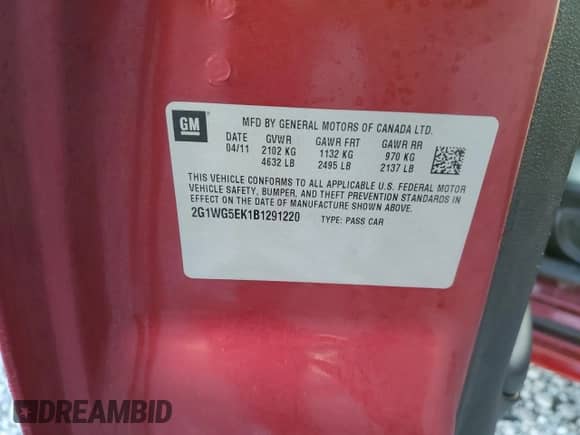 GM
MFD BY GENERAL MOTORS OF CANADA LTD.
DATE GVWR GAWR FRT GAWR RR
04/11 2102 KG 1132 KG 970 KG
4632 LB 2495 LB 2137 LB
THIS VEHICLE CONFORMS TO ALL APPLICABLE U.S. FEDERAL MOTOR
VEHICLE SAFETY, BUMPER, AND THEFT PREVENTION STANDARDS IN
EFFECT ON THE DATE OF MANUFACTURE SHOWN ABOVE.
2G1WG5EK1B1291220 TYPE: PASS CAR
DREAMBID